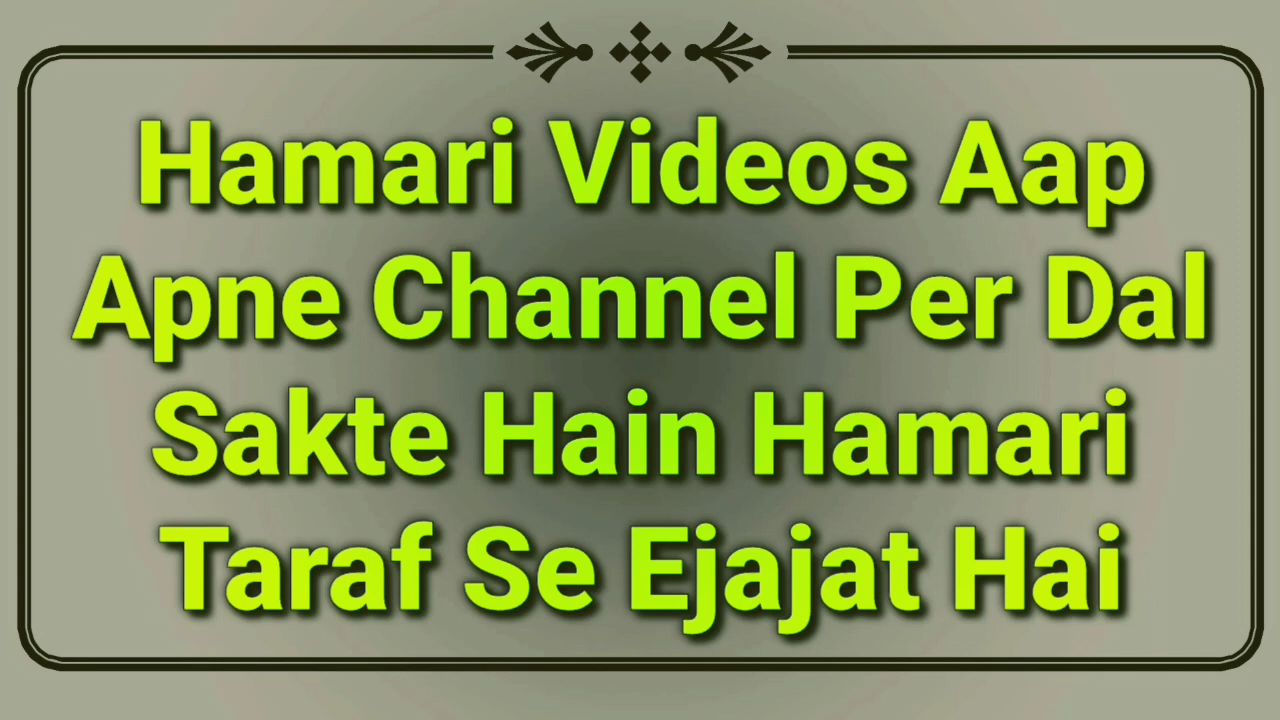 Hamari Videos Aap
Apne Channel Per Dal
Sakte Hain Hamari
Taraf Se Ejajat Hai